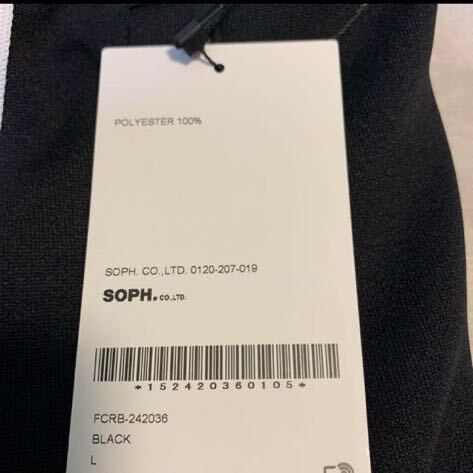 POLYESTER 100%
SOPH. CO.,LTD. 0120-207-019
SOPH. CO.,LTD.
*152420360105*
FCRB-242036
BLACK
L